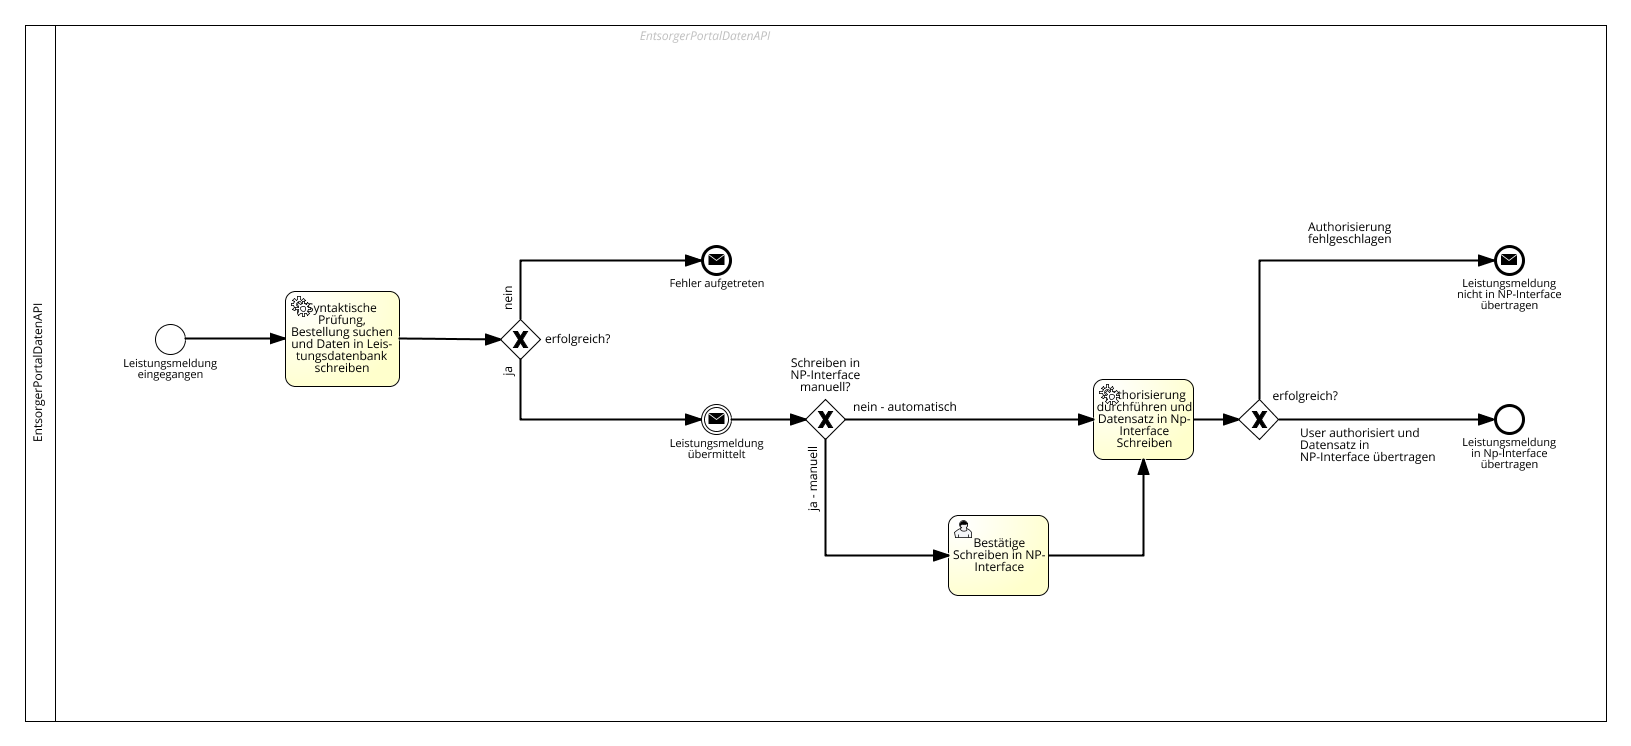 EntsorgerPortalDatenAPI
EntsorgerPortalDatenAPI
Leistungsmeldung
eingegangen
Syntaktische
Prüfung,
Bestellung suchen
und Daten in Leis-
tungsdatenbank
schreiben
erfolgreich?
nein
ja
Fehler aufgetreten
Leistungsmeldung
übermittelt
Schreiben in
NP-Interface
manuell?
nein - automatisch
ja - manuell
Bestätige
Schreiben in NP-
Interface
thorisierung
durchführen und
Datensatz in Np-
Interface
Schreiben
erfolgreich?
Authorisierung
fehlgeschlagen
Leistungsmeldung
nicht in NP-Interface
übertragen
User authorisiert und
Datensatz in
NP-Interface übertragen
Leistungsmeldung
in Np-Interface
übertragen